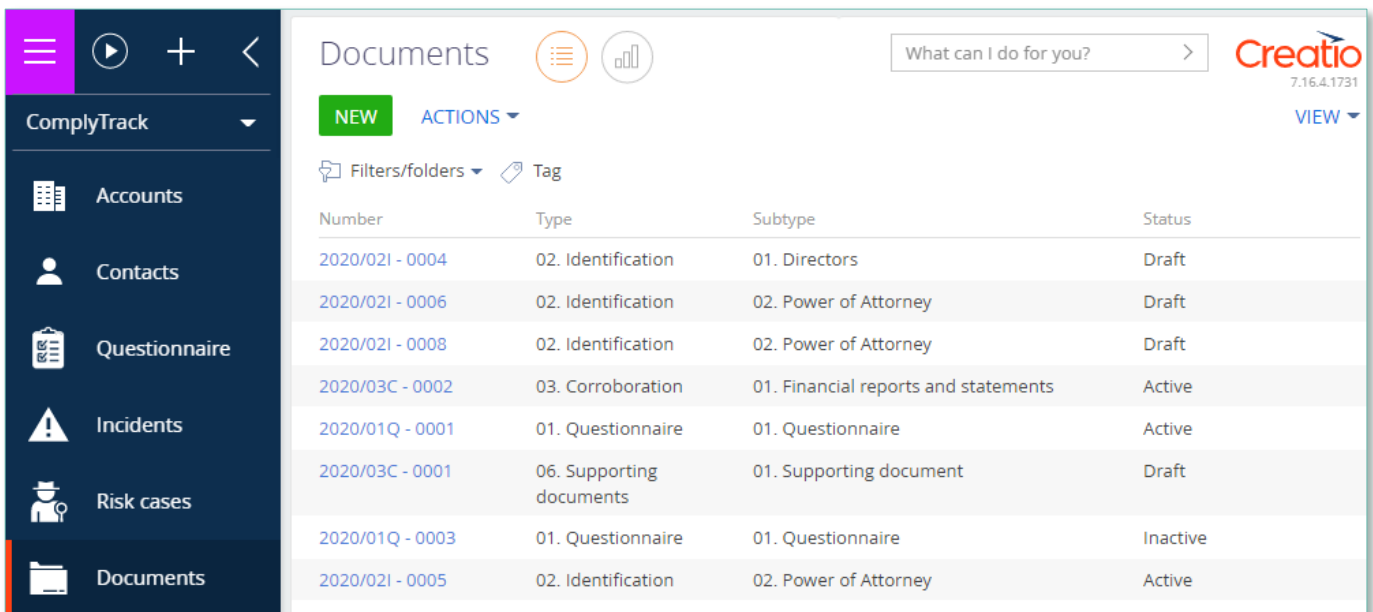 Documents
What can I do for you?
Creatio
7.16.4.1731
ComplyTrack
NEW ACTIONS VIEW
Filters/folders Tag
Accounts
Contacts
Questionnaire
Incidents
Risk cases
Documents
Number Type Subtype Status
2020/02I - 0004 02. Identification 01. Directors Draft
2020/02I - 0006 02. Identification 02. Power of Attorney Draft
2020/02I - 0008 02. Identification 02. Power of Attorney Draft
2020/03C - 0002 03. Corroboration 01. Financial reports and statements Active
2020/01Q - 0001 01. Questionnaire 01. Questionnaire Active
2020/03C - 0001 06. Supporting 01. Supporting document Draft
documents
2020/01Q - 0003 01. Questionnaire 01. Questionnaire Inactive
2020/02I - 0005 02. Identification 02. Power of Attorney Active